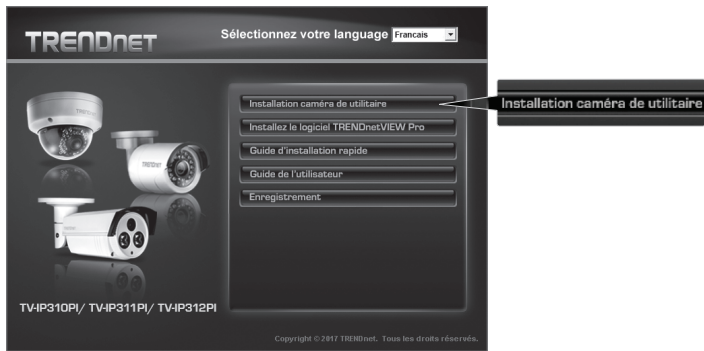 TRENDnet
Sélectionnez votre language Francais
Installation caméra de utilitaire
Installation caméra de utilitaire
Installez le logiciel TRENDnetVIEW Pro
Guide d'installation rapide
Guide de l'utilisateur
Enregistrement
TV-IP310PI/ TV-IP311PI/ TV-IP312PI
Copyright © 2017 TRENDnet. Tous les droits réservés.